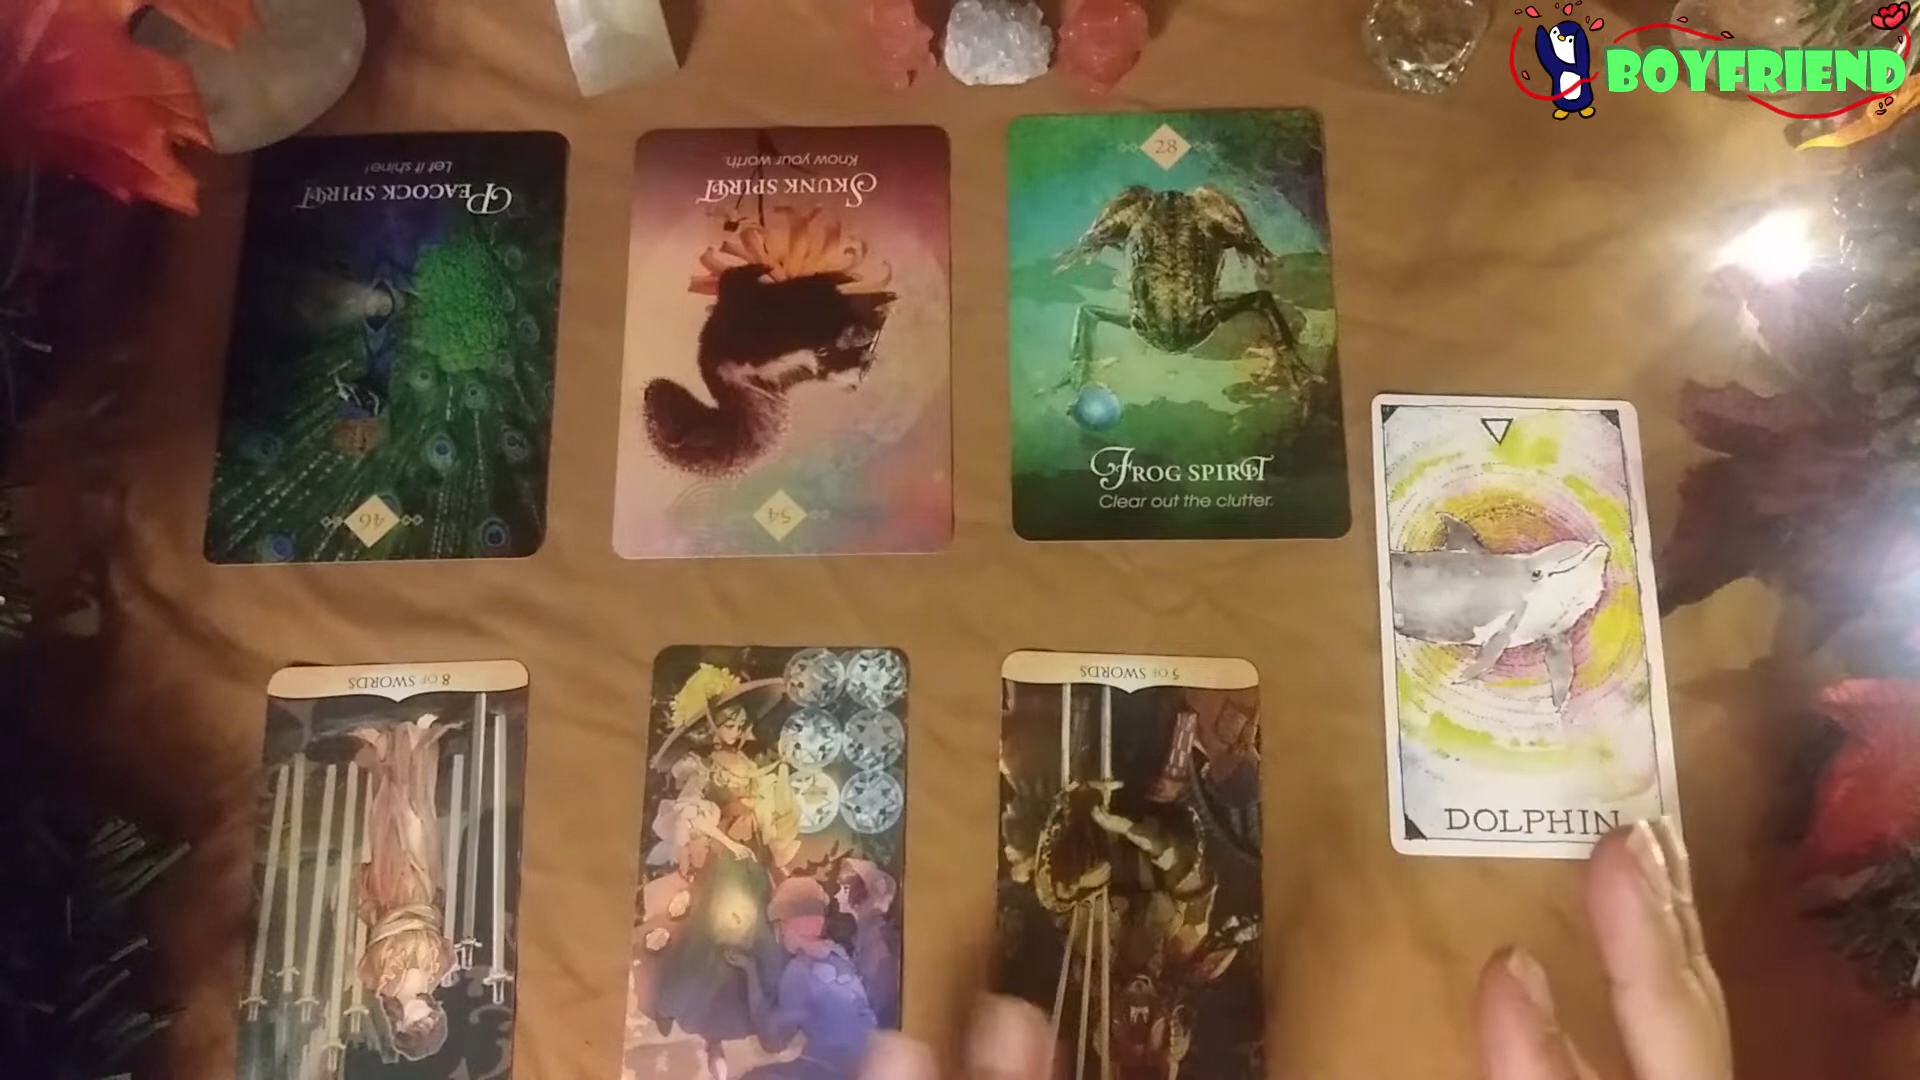 BOYFRIEND
Let it shine!
PEACOCK SPIRIT
46
Know your worth.
SKUNK SPIRIT
54
28
FROG SPIRIT
Clear out the clutter.
DOLPHIN
8 OF SWORDS
5 OF SWORDS